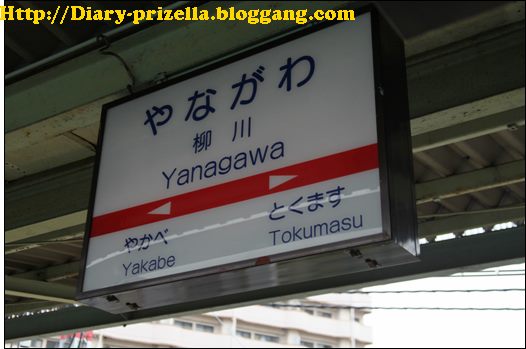 Http://Diary-prizella.bloggang.com/
やながわ
柳川
Yanagawa
やかべ
Yakabe
とくます
Tokumasu